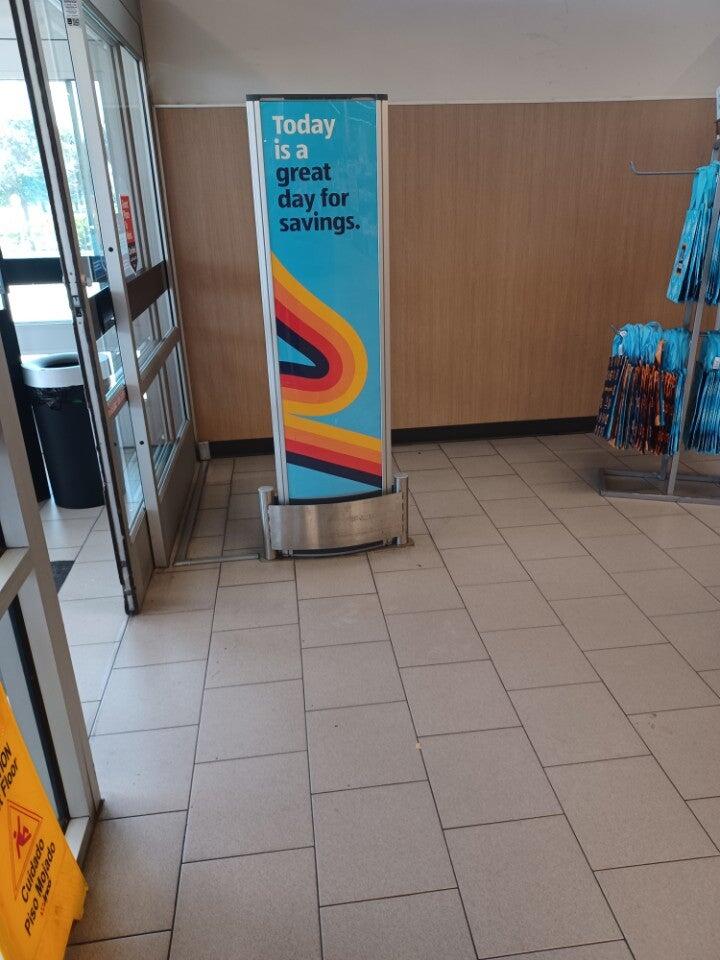 Today
is a
great
day for
savings.
Cuidado
Piso Mojado